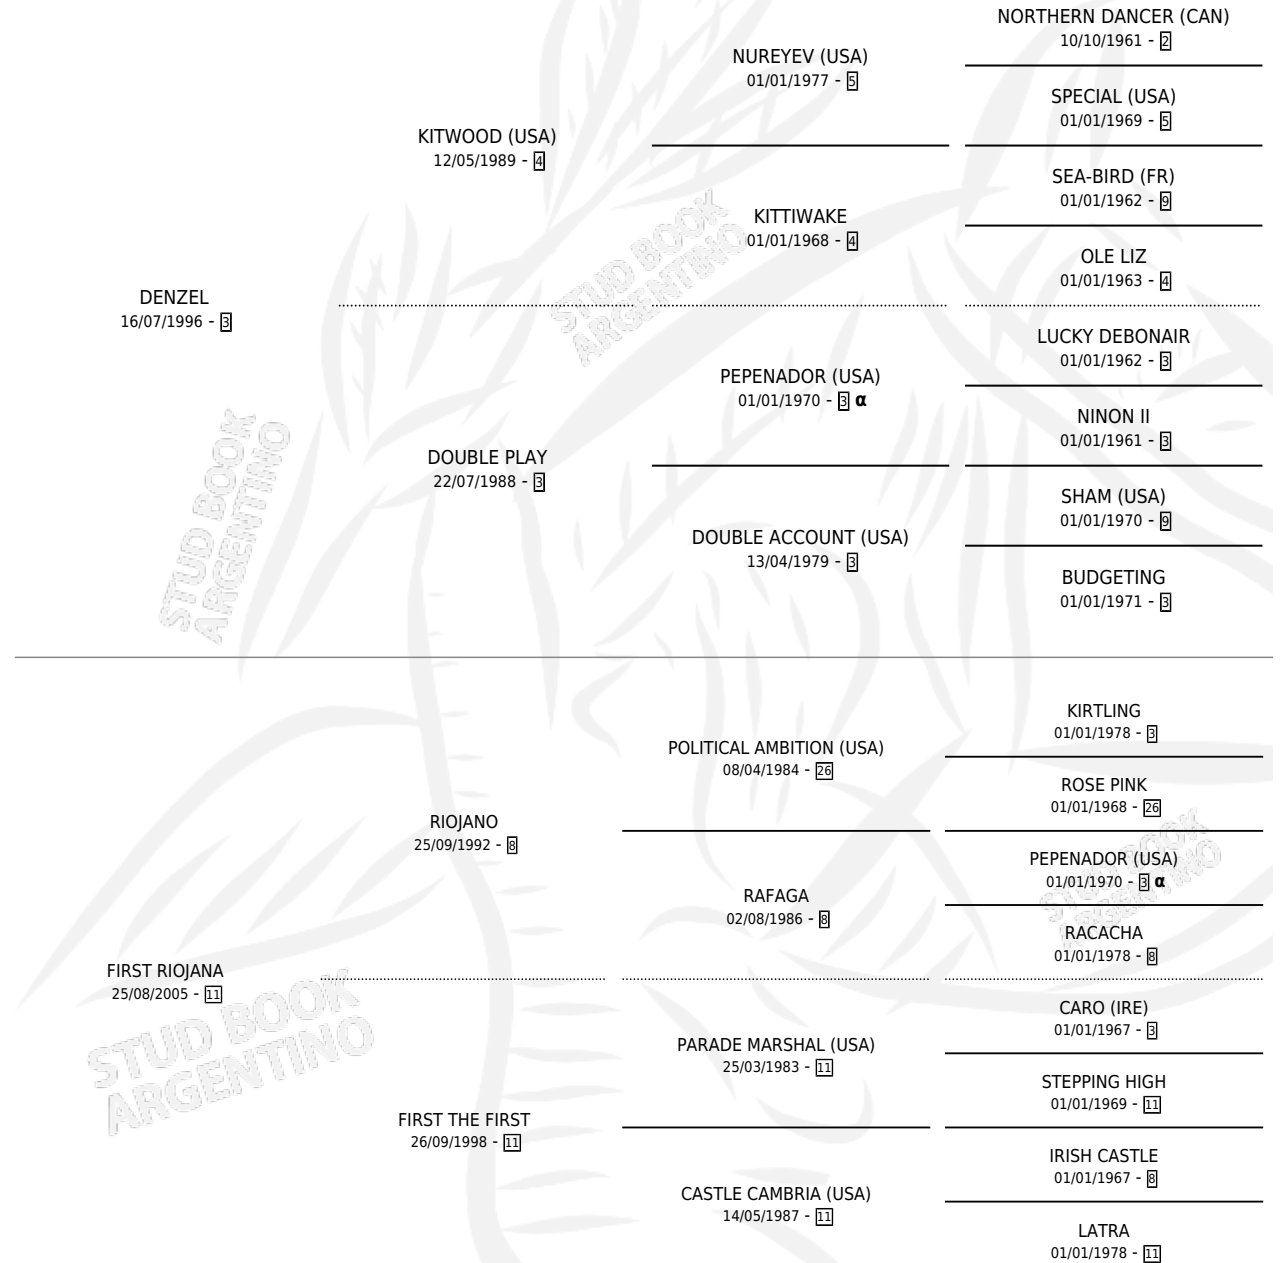 NORTHERN DANCER (CAN)
10/10/1961 - 2
NUREYEV (USA)
01/01/1977 - 5
SPECIAL (USA)
01/01/1969 - 5
KITWOOD (USA)
12/05/1989 - 4
SEA-BIRD (FR)
01/01/1962 - 9
KITTIWAKE
01/01/1968 - 4
OLE LIZ
01/01/1963 - 4
DENZEL
16/07/1996 - 3
LUCKY DEBONAIR
01/01/1962 - 3
PEPENADOR (USA)
01/01/1970 - 3 α
NINON II
01/01/1961 - 3
DOUBLE PLAY
22/07/1988 - 3
SHAM (USA)
01/01/1970 - 9
DOUBLE ACCOUNT (USA)
13/04/1979 - 3
BUDGETING
01/01/1971 - 3
KIRTLING
01/01/1978 - 3
POLITICAL AMBITION (USA)
08/04/1984 - 26
ROSE PINK
01/01/1968 - 26
RIOJANO
25/09/1992 - 8
PEPENADOR (USA)
01/01/1970 - 3 α
RAFAGA
02/08/1986 - 8
RACACHA
01/01/1978 - 8
FIRST RIOJANA
25/08/2005 - 11
CARO (IRE)
01/01/1967 - 3
PARADE MARSHAL (USA)
25/03/1983 - 11
STEPPING HIGH
01/01/1969 - 11
FIRST THE FIRST
26/09/1998 - 11
IRISH CASTLE
01/01/1967 - 8
CASTLE CAMBRIA (USA)
14/05/1987 - 11
LATRA
01/01/1978 - 11
STUD BOOK
ARGENTINO
STUD BOOK
ARGENTINO
STUD BOOK
ARGENTINO
STUD BOOK
ARGENTINO